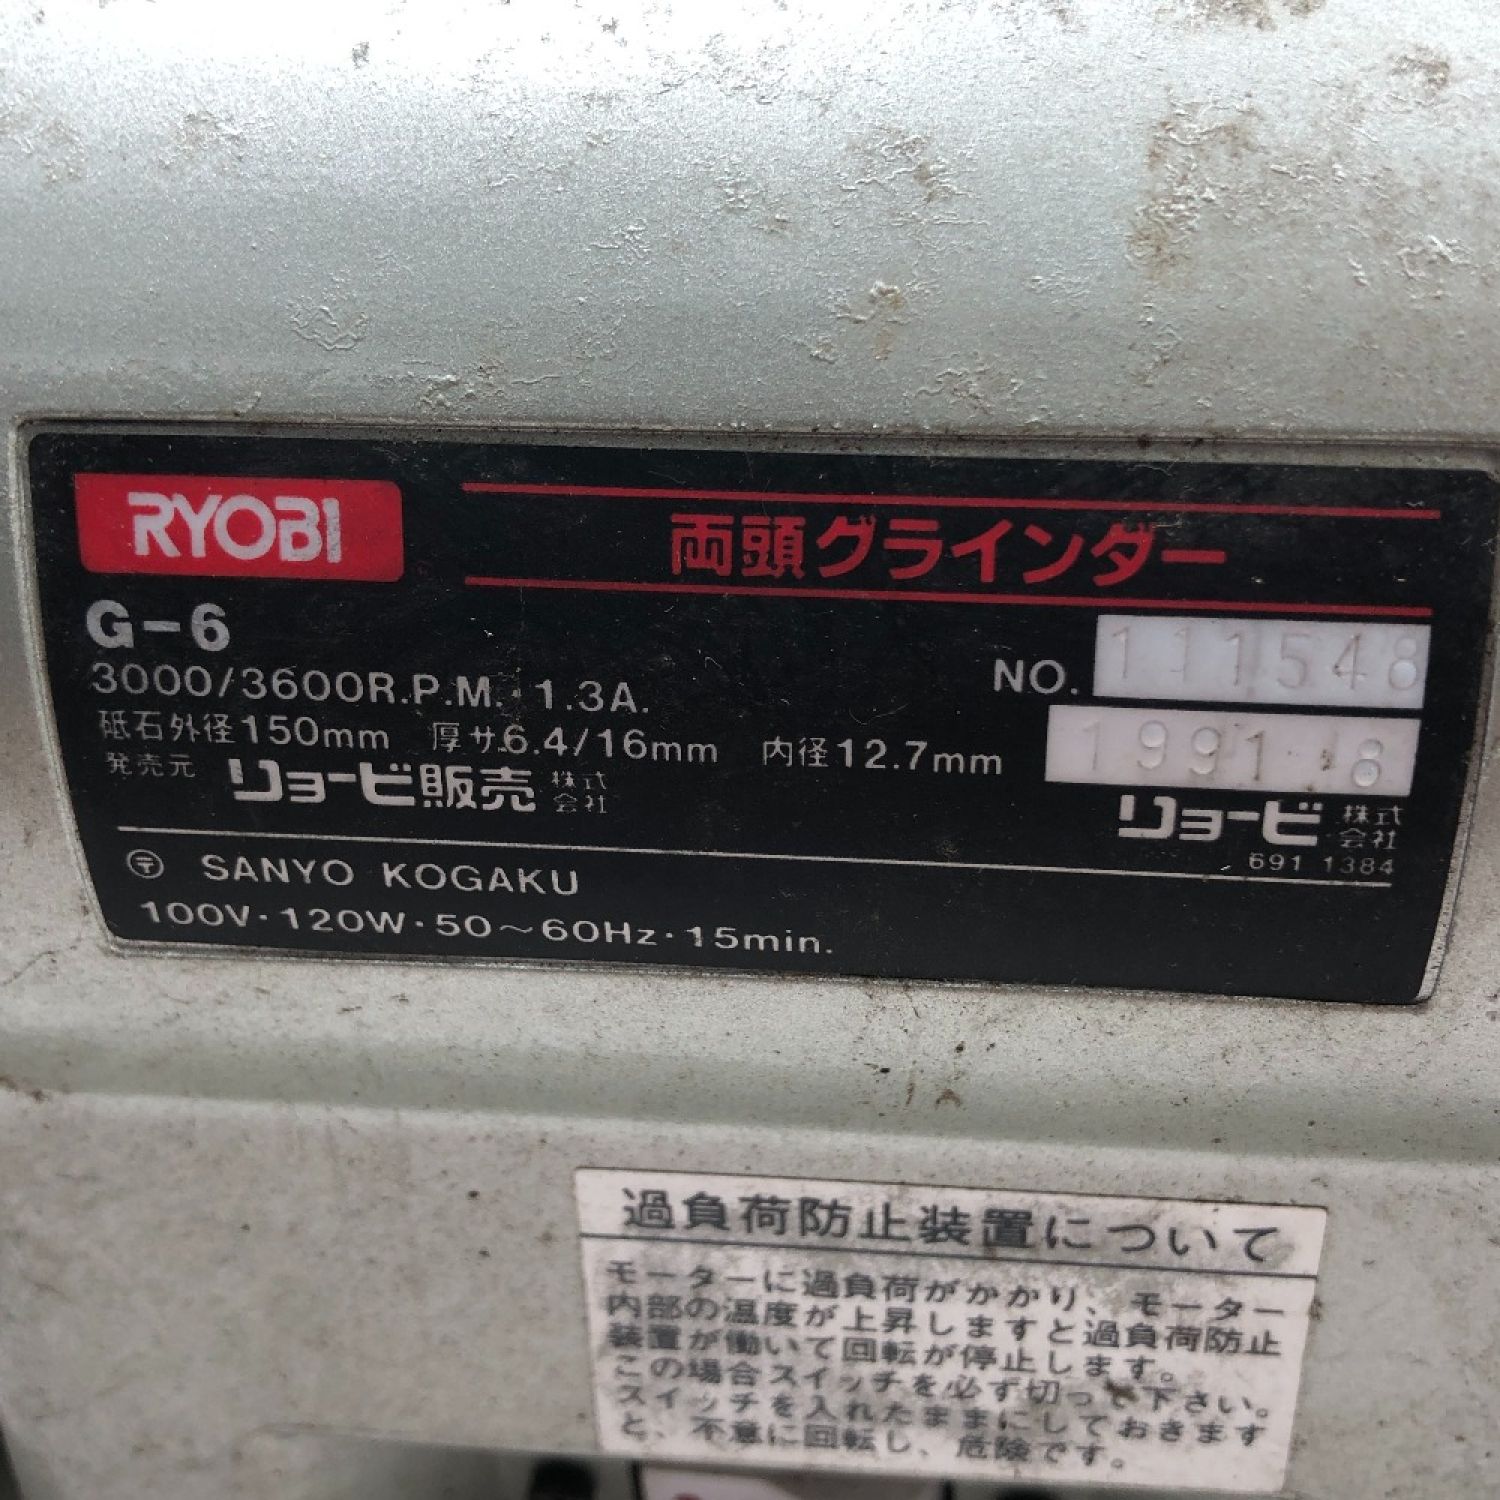 RYOBI
両頭グラインダー
G-6
NO. 111548
3000/3600R.P.M. 1.3A.
砥石外径150mm 厚サ.6.4/16mm 内径12.7mm
1991.8
発売元 リョービ販売 株式会社
リョービ 株式会社
691 1384
〒 SANYO KOGAKU
100V・120W・50～60Hz・15min.
過負荷防止装置について
モーターに過負荷がかかり、モーター
内部の温度が上昇しますと過負荷防止
装置が働いて回転が停止します。
この場合スイッチを必ず切って下さい。
スイッチを入れたままにしておきます
と、不意に回転し、危険です。